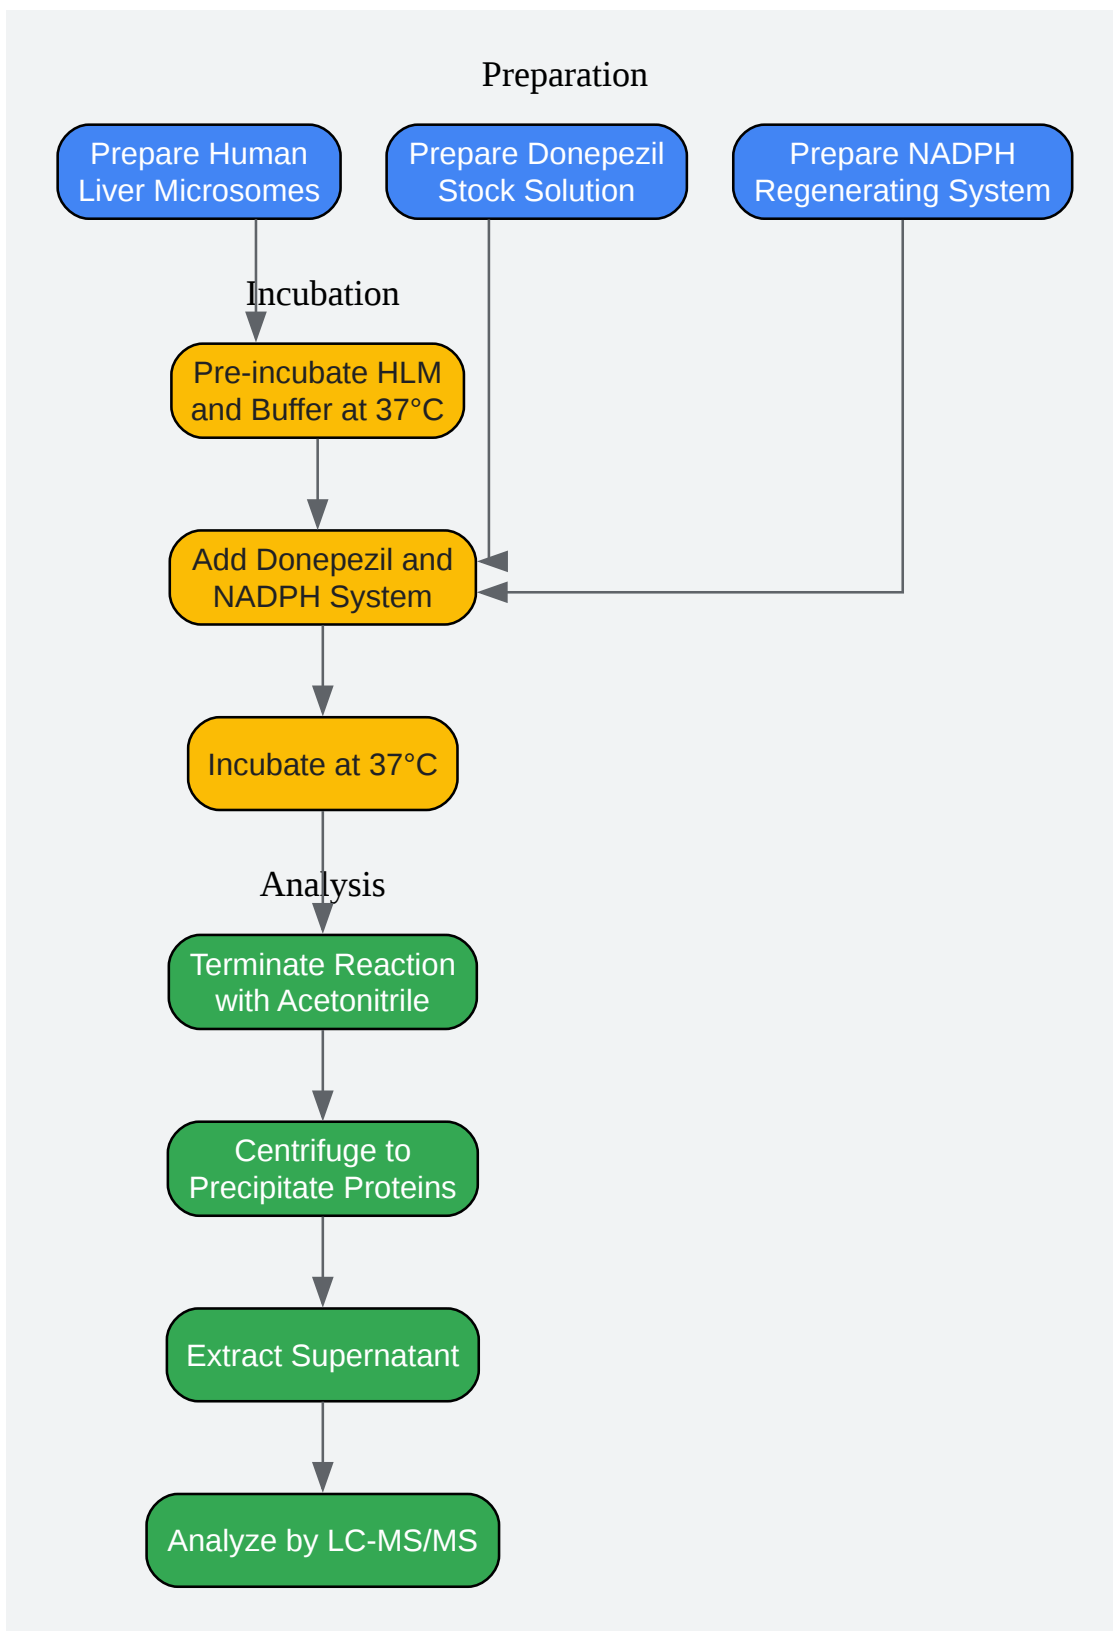 Preparation
Prepare Human
Liver Microsomes
Prepare Donepezil
Stock Solution
Prepare NADPH
Regenerating System
Incubation
Pre-incubate HLM
and Buffer at 37°C
Add Donepezil and
NADPH System
Incubate at 37°C
Analysis
Terminate Reaction
with Acetonitrile
Centrifuge to
Precipitate Proteins
Extract Supernatant
Analyze by LC-MS/MS